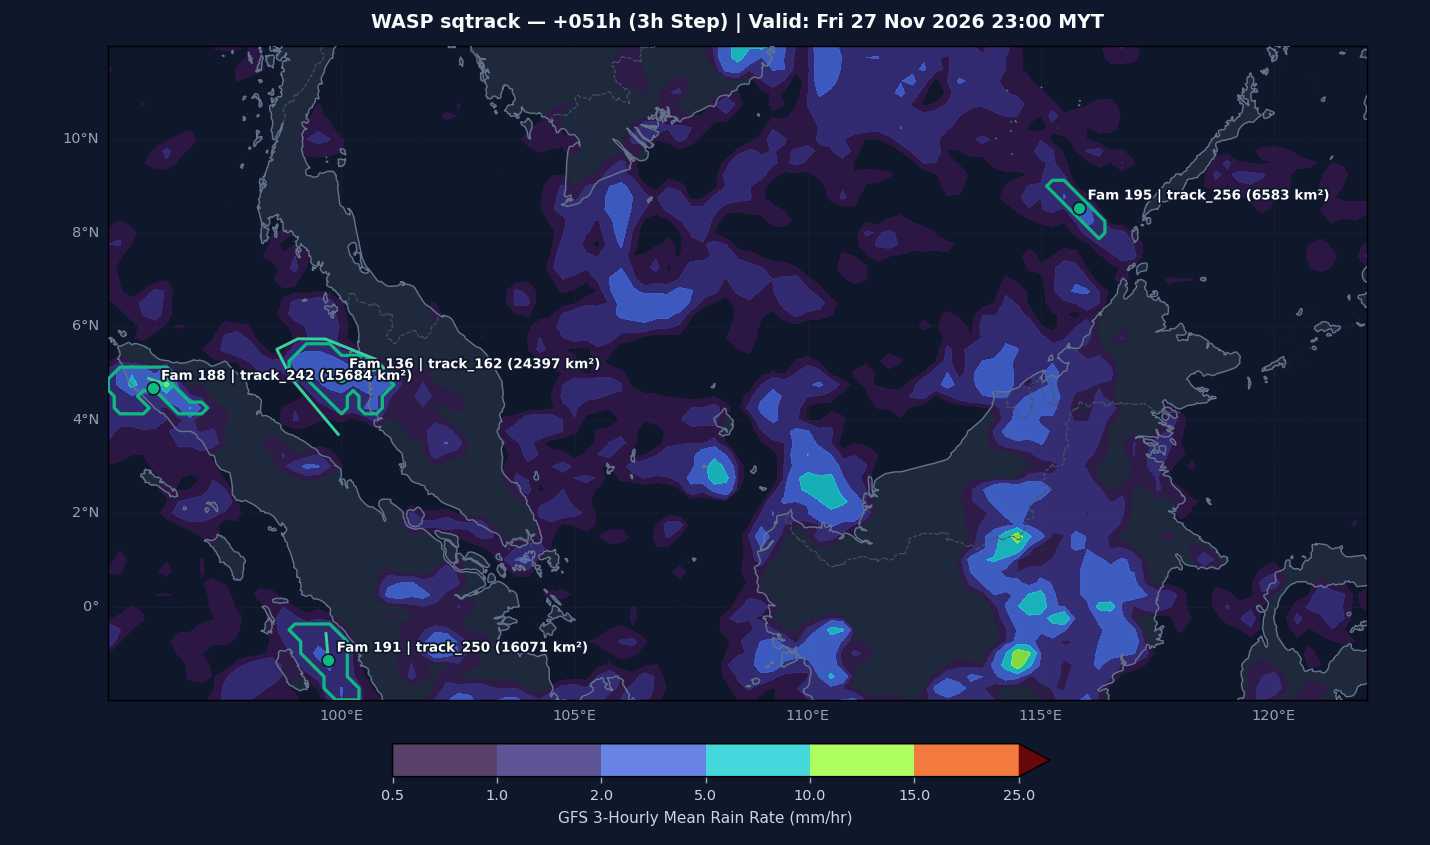 WASP sqtrack — +051h (3h Step) | Valid: Fri 27 Nov 2026 23:00 MYT
10°N
8°N
6°N
4°N
2°N
0°
Fam 195 | track_256 (6583 km²)
Fam 136 | track_162 (24397 km²)
Fam 188 | track_242 (15684 km²)
Fam 191 | track_250 (16071 km²)
100°E 105°E 110°E 115°E 120°E
0.5 1.0 2.0 5.0 10.0 15.0 25.0
GFS 3-Hourly Mean Rain Rate (mm/hr)